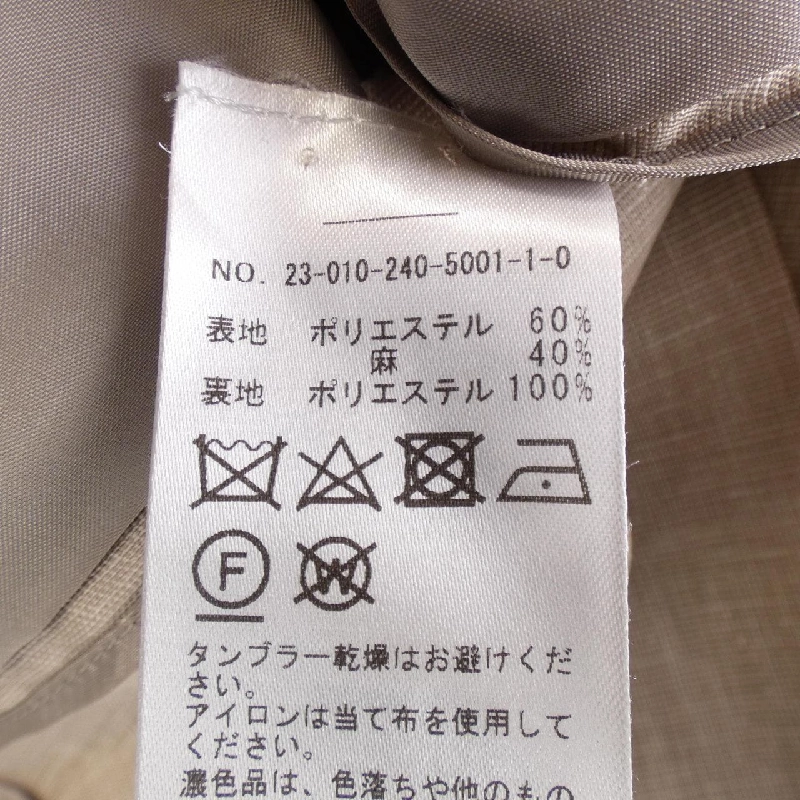 NO. 23-010-240-5001-1-0
表地 ポリエステル 60%
麻 40%
裏地 ポリエステル 100%
F
W
タンブラー乾燥はお避けくだ
さい。
アイロンは当て布を使用して
ください。
濃色品は、色落ちや他のもの